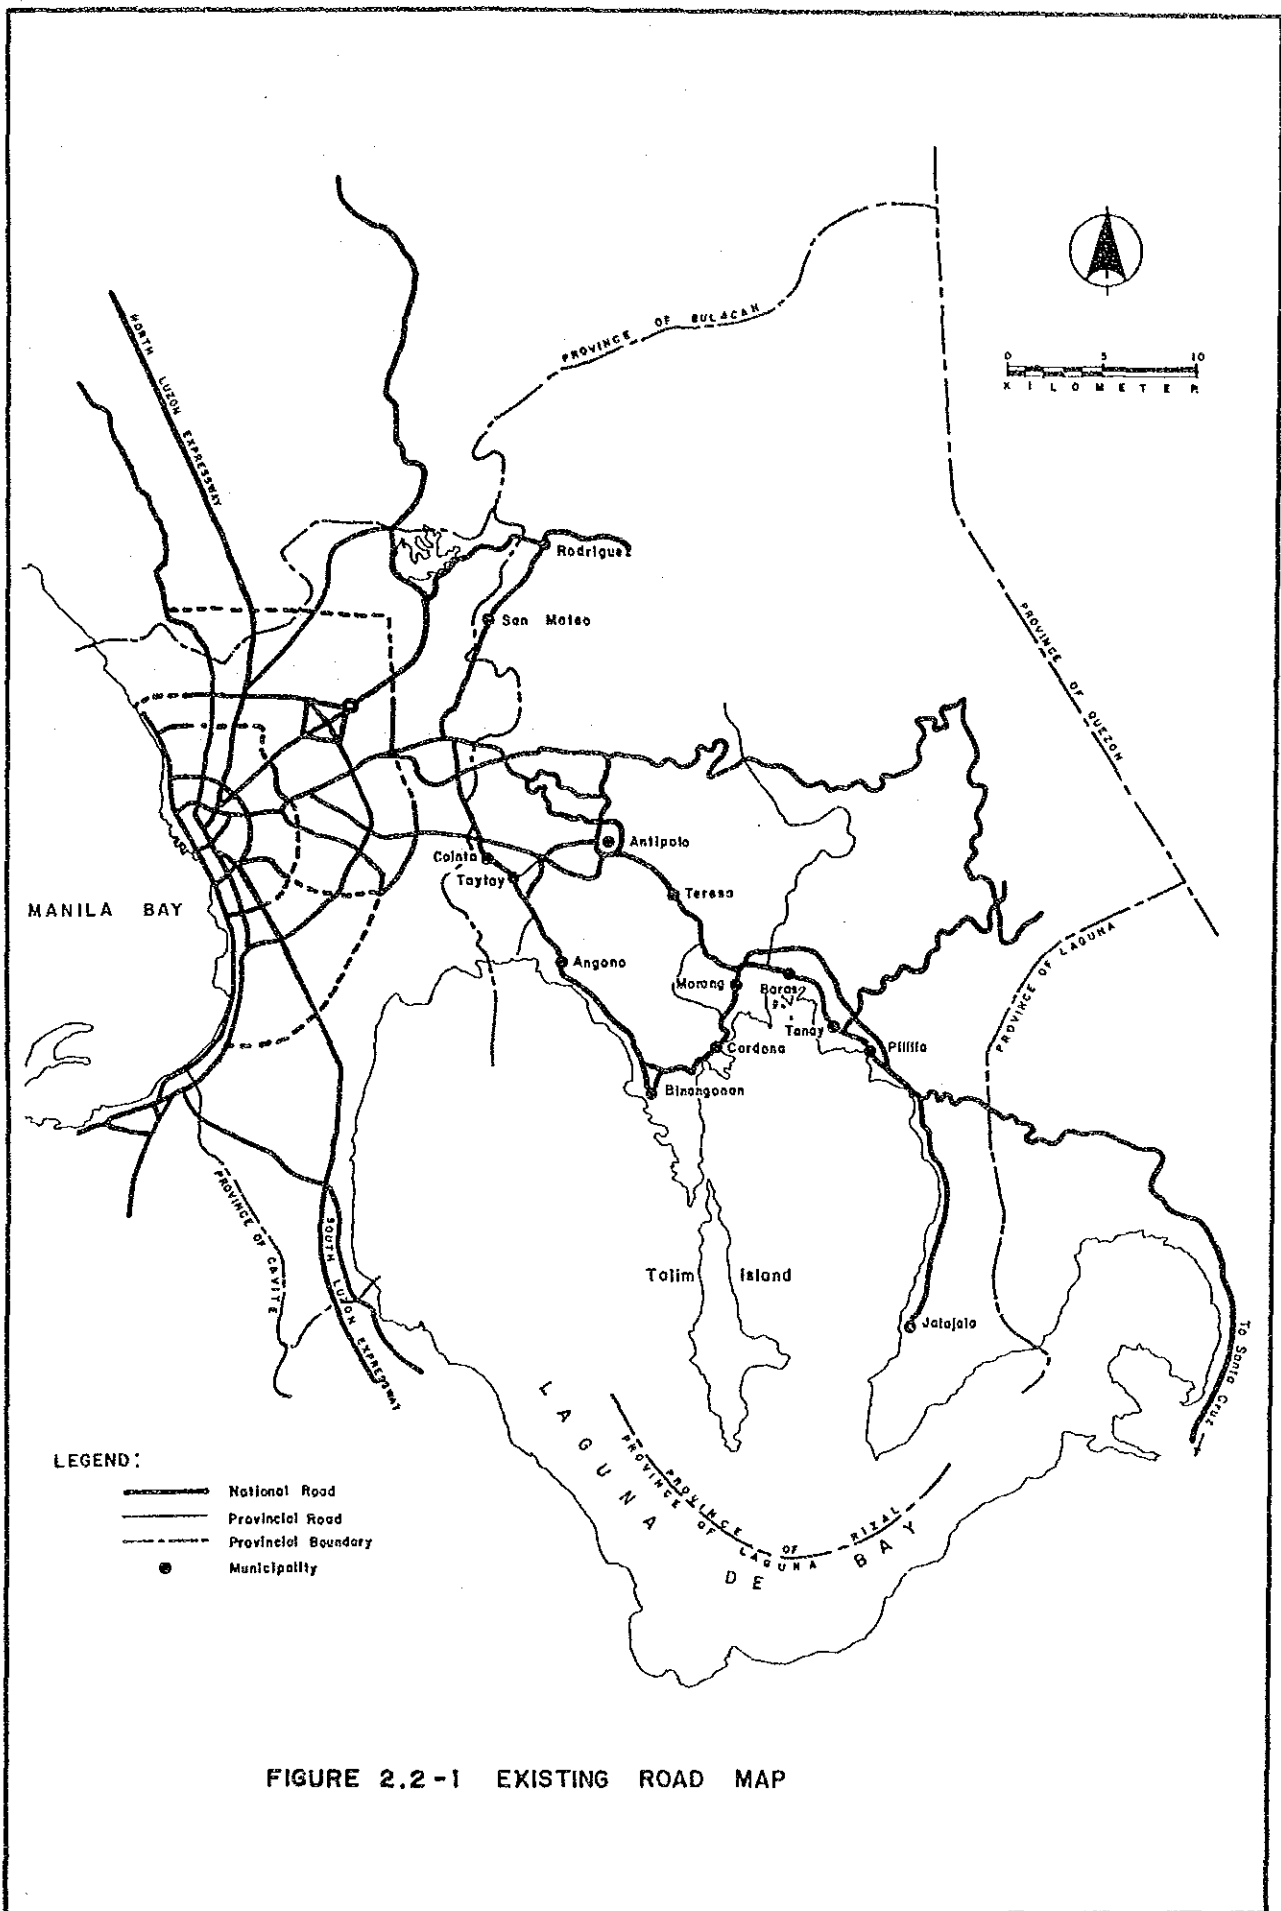 NORTH LUZON EXPRESSWAY
PROVINCE OF BULACAN
0 5 10
KILOMETER
Rodriguez
San Mateo
PROVINCE OF QUEZON
Antipolo
Cainta
Taytay
Teresa
MANILA BAY
Angono
Morong
Baras
Tanay
Cardona
Pililla
Binangonan
PROVINCE OF LAGUNA
PROVINCE OF CAVITE
SOUTH LUZON EXPRESSWAY
Talim Island
Jalajala
To Santa Cruz
LAGUNA DE BAY
PROVINCE OF RIZAL
PROVINCE OF LAGUNA
LEGEND:
National Road
Provincial Road
Provincial Boundary
Municipality
FIGURE 2.2-1 EXISTING ROAD MAP